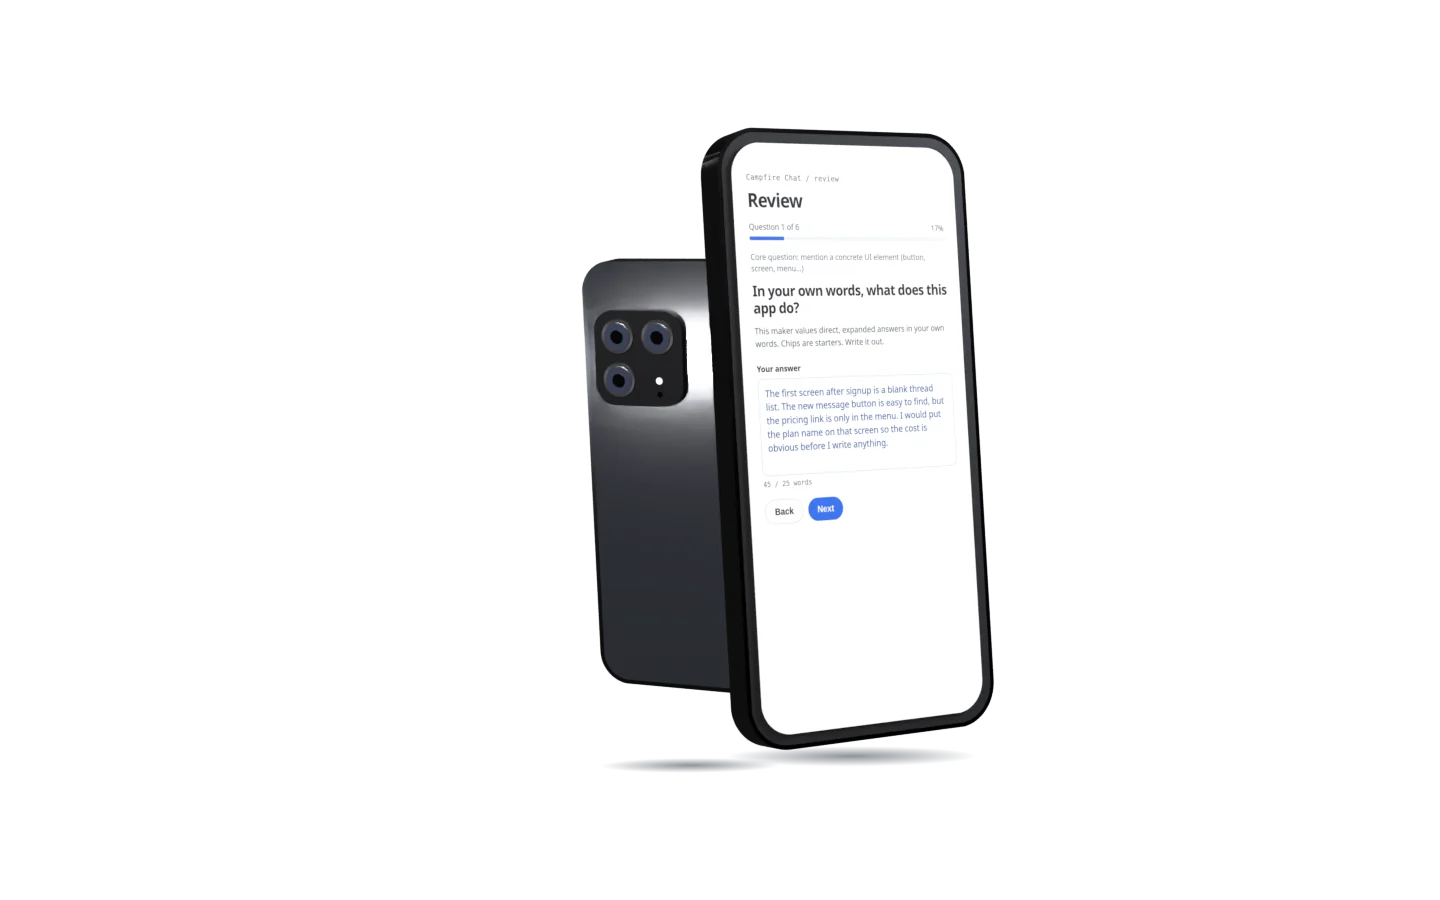 Campfire Chat / review
Review
Question 1 of 6
17%
Core question: mention a concrete UI element (button,
screen, menu...)
In your own words, what does this
app do?
This maker values direct, expanded answers in your own
words. Chips are starters. Write it out.
Your answer
The first screen after signup is a blank thread
list. The new message button is easy to find, but
the pricing link is only in the menu. I would put
the plan name on that screen so the cost is
obvious before I write anything.
45 / 25 words
Back
Next